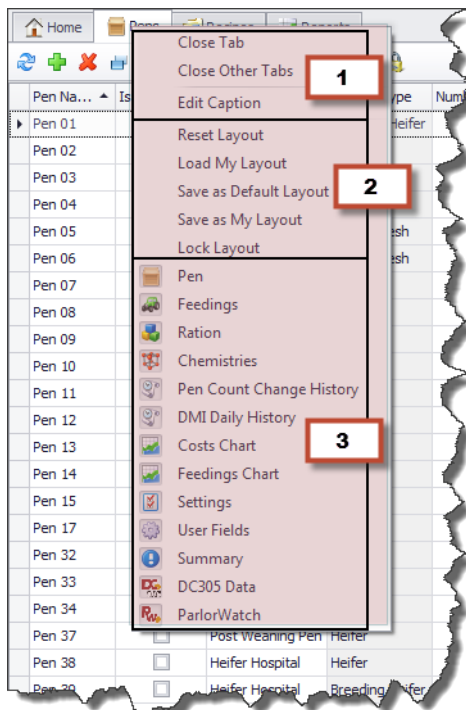 Home Pens Recipes Reports
Close Tab
Close Other Tabs
1
Edit Caption
Pen Na... Is ype Num
Pen 01 Heifer
Reset Layout
Pen 02
Load My Layout
Pen 03
Save as Default Layout
2
Pen 04
Save as My Layout
Pen 05 esh
Lock Layout
Pen 06 esh
Pen
Pen 07
Feedings
Pen 08
Ration
Pen 09
Chemistries
Pen 10
Pen Count Change History
Pen 11
DMI Daily History
Pen 12
Costs Chart
3
Pen 13
Feedings Chart
Pen 14
Settings
Pen 15
User Fields
Pen 17
Summary
Pen 32
DC305 Data
Pen 33
ParlorWatch
Pen 34
Pen 37 Post Weaning Pen Heifer
Pen 38 Heifer Hospital Heifer
Pen 39 Heifer Hospital Breeding Heifer